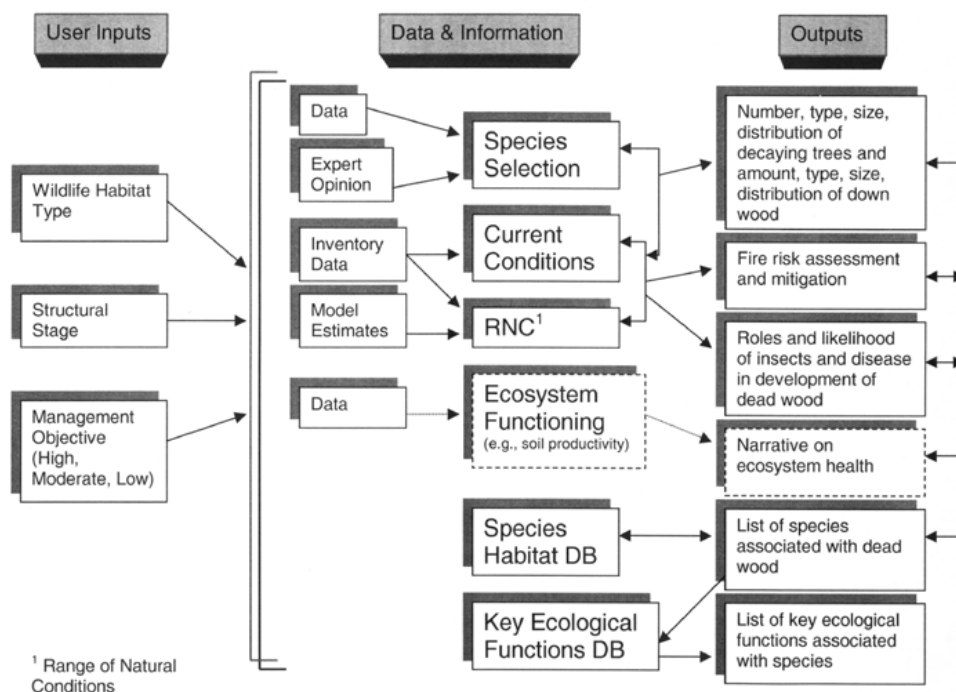 User Inputs
Data & Information
Outputs
Wildlife Habitat
Type
Structural
Stage
Management
Objective
(High,
Moderate, Low)
Data
Expert
Opinion
Inventory
Data
Model
Estimates
Data
Species
Selection
Current
Conditions
RNC¹
Ecosystem
Functioning
(e.g., soil productivity)
Species
Habitat DB
Key Ecological
Functions DB
Number, type, size,
distribution of
decaying trees and
amount, type, size,
distribution of down
wood
Fire risk assessment
and mitigation
Roles and likelihood
of insects and disease
in development of
dead wood
Narrative on
ecosystem health
List of species
associated with dead
wood
List of key ecological
functions associated
with species
¹ Range of Natural
Conditions